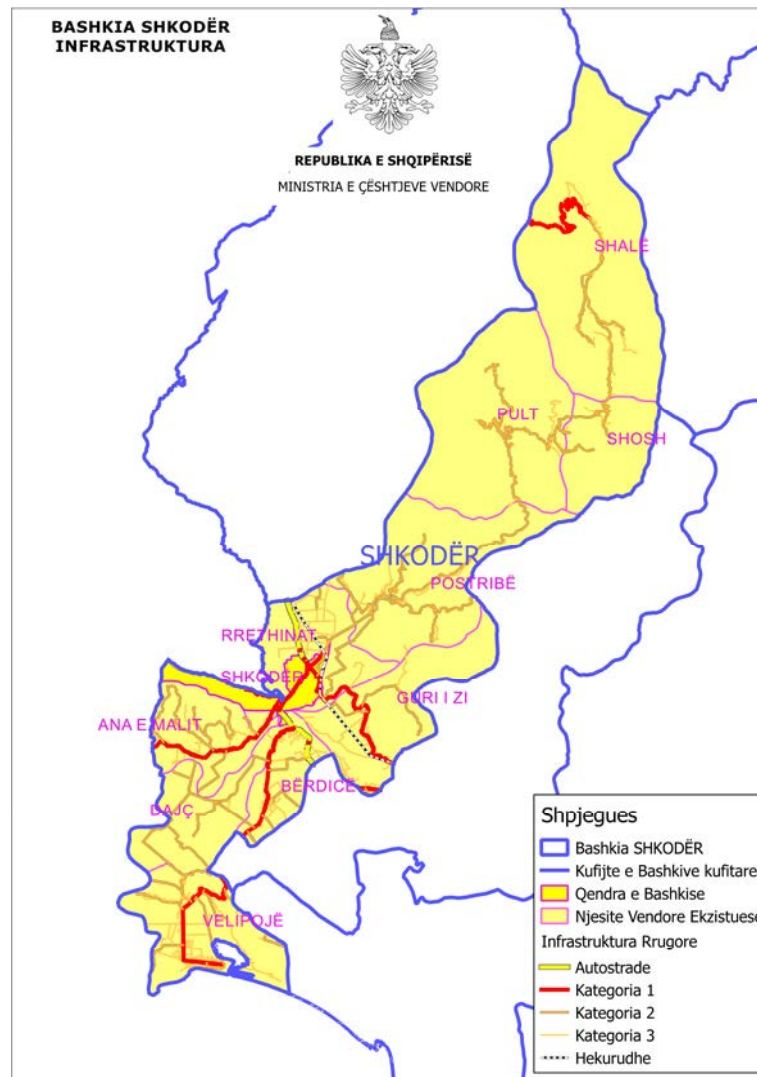 BASHKIA SHKODËR
INFRASTRUKTURA
REPUBLIKA E SHQIPËRISË
MINISTRIA E ÇËSHTJEVE VENDORE
SHALË
PULT
SHOSH
SHKODËR
POSTRIBË
RRETHINAT
SHKODËR
GURI I ZI
ANA E MALIT
BËRDICË
DAJÇ
VELIPOJË
Shpjegues
Bashkia SHKODËR
Kufijte e Bashkive kufitare
Qendra e Bashkise
Njesite Vendore Ekzistuese
Infrastruktura Rrugore
Autostrade
Kategoria 1
Kategoria 2
Kategoria 3
Hekurudhe